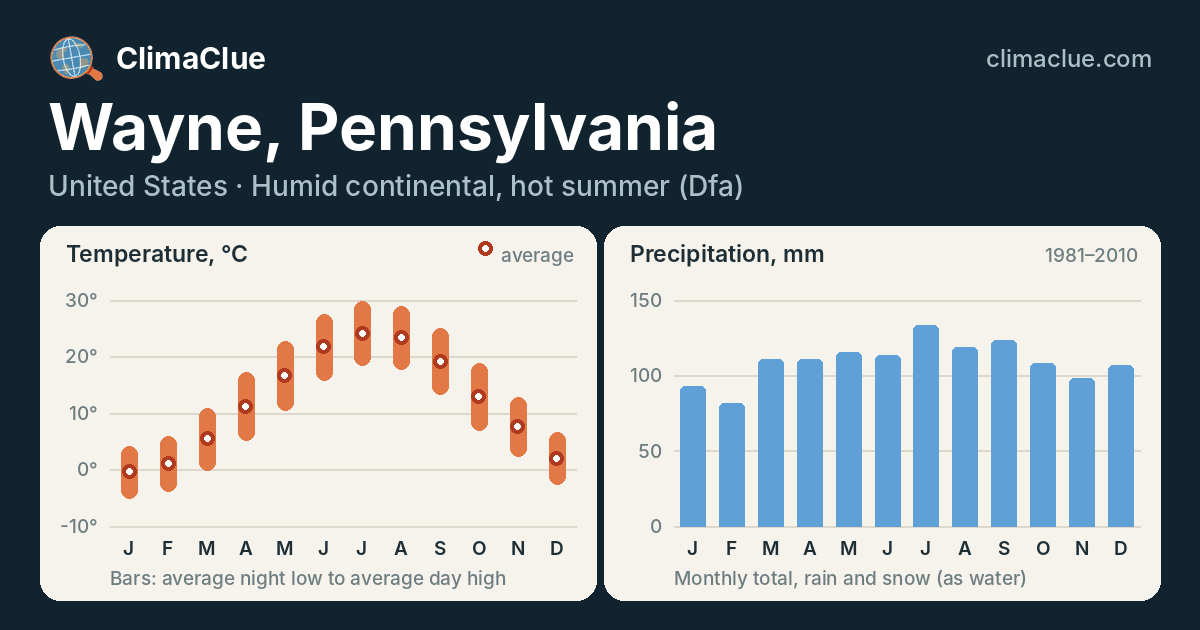 ClimaClue
climaclue.com
Wayne, Pennsylvania
United States · Humid continental, hot summer (Dfa)
Temperature, °C
average
30°
20°
10°
0°
-10°
J F M A M J J A S O N D
Bars: average night low to average day high
Precipitation, mm
1981–2010
150
100
50
0
J F M A M J J A S O N D
Monthly total, rain and snow (as water)